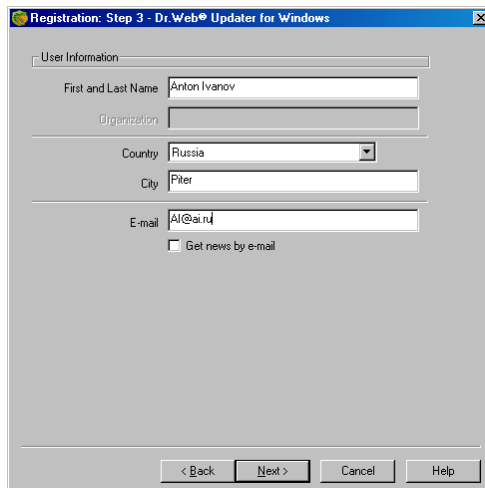 Registration: Step 3 - Dr.Web® Updater for Windows
User Information
First and Last Name Anton Ivanov
Organization
Country Russia
City Piter
E-mail AI@ai.ru
Get news by e-mail
< Back Next > Cancel Help